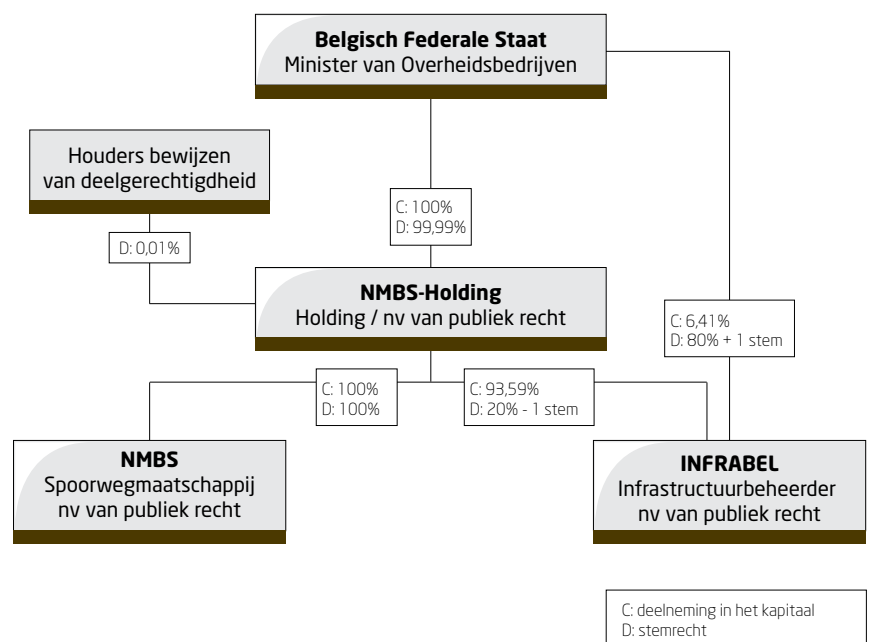 Belgisch Federale Staat
Minister van Overheidsbedrijven
Houders bewijzen
van deelgerechtigdheid
C: 100%
D: 99,99%
D: 0,01%
NMBS-Holding
Holding / nv van publiek recht
C: 6,41%
D: 80% + 1 stem
C: 100%
D: 100%
C: 93,59%
D: 20% - 1 stem
NMBS
Spoorwegmaatschappij
nv van publiek recht
INFRABEL
Infrastructuurbeheerder
nv van publiek recht
C: deelneming in het kapitaal
D: stemrecht